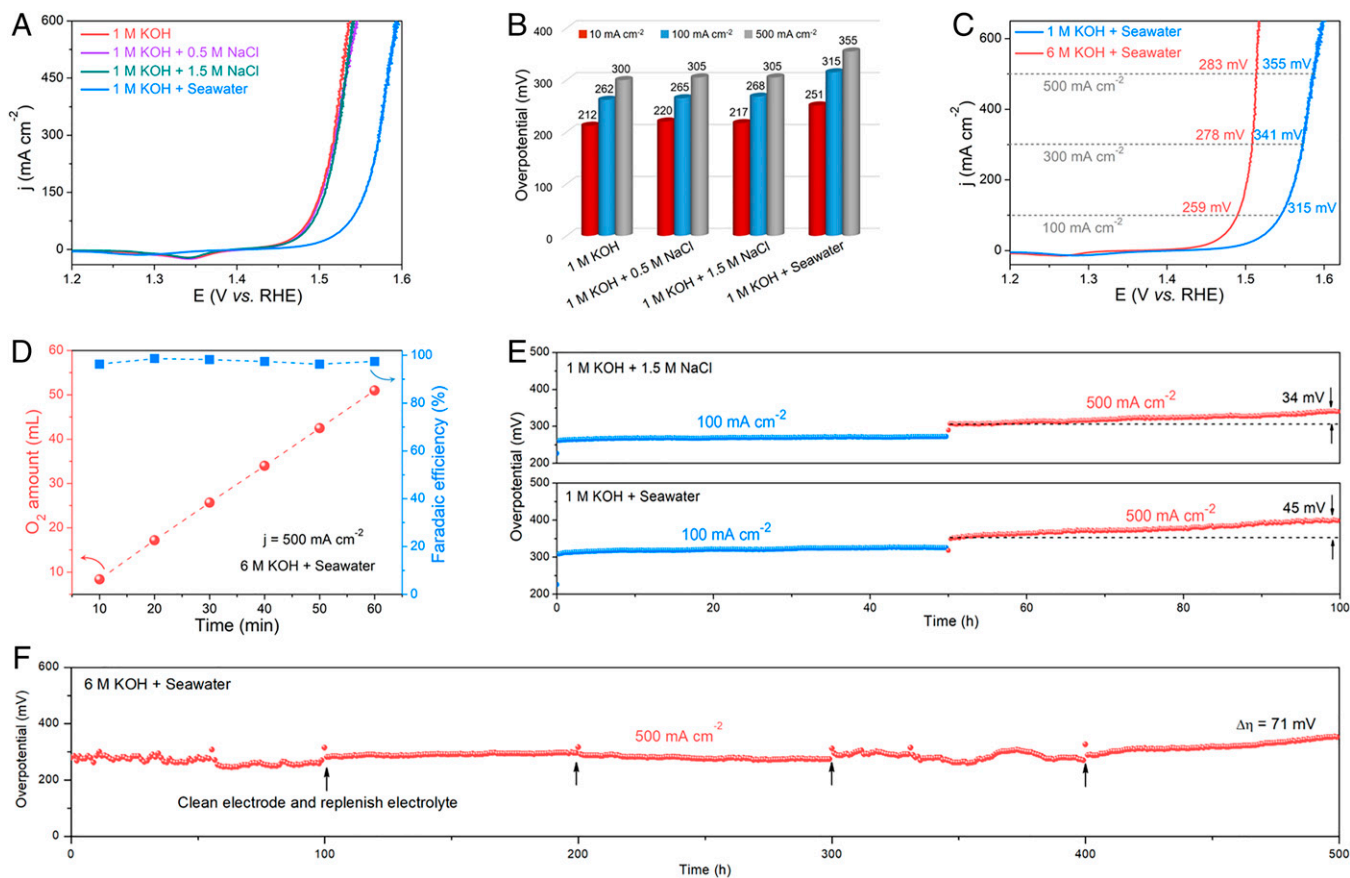 A
600
450
300
150
0
j (mA cm-2)
1 M KOH
1 M KOH + 0.5 M NaCl
1 M KOH + 1.5 M NaCl
1 M KOH + Seawater
1.2 1.3 1.4 1.5 1.6
E (V vs. RHE)
B
400
300
200
100
0
Overpotential (mV)
10 mA cm-2 100 mA cm-2 500 mA cm-2
212 262 300
220 265 305
217 268 305
251 315 355
1 M KOH
1 M KOH + 0.5 M NaCl
1 M KOH + 1.5 M NaCl
1 M KOH + Seawater
C
600
400
200
0
j (mA cm-2)
1 M KOH + Seawater
6 M KOH + Seawater
283 mV 355 mV
500 mA cm-2
278 mV 341 mV
300 mA cm-2
259 mV 315 mV
100 mA cm-2
1.2 1.3 1.4 1.5 1.6
E (V vs. RHE)
D
60
50
40
30
20
10
O2 amount (mL)
100
80
60
40
20
0
Faradaic efficiency (%)
j = 500 mA cm-2
6 M KOH + Seawater
10 20 30 40 50 60
Time (min)
E
500
400
300
200
1 M KOH + 1.5 M NaCl
100 mA cm-2
500 mA cm-2
34 mV
Overpotential (mV)
500
400
300
200
1 M KOH + Seawater
100 mA cm-2
500 mA cm-2
45 mV
0 20 40 60 80 100
Time (h)
F
600
400
200
0
Overpotential (mV)
6 M KOH + Seawater
500 mA cm-2
Δη = 71 mV
Clean electrode and replenish electrolyte
0 100 200 300 400 500
Time (h)